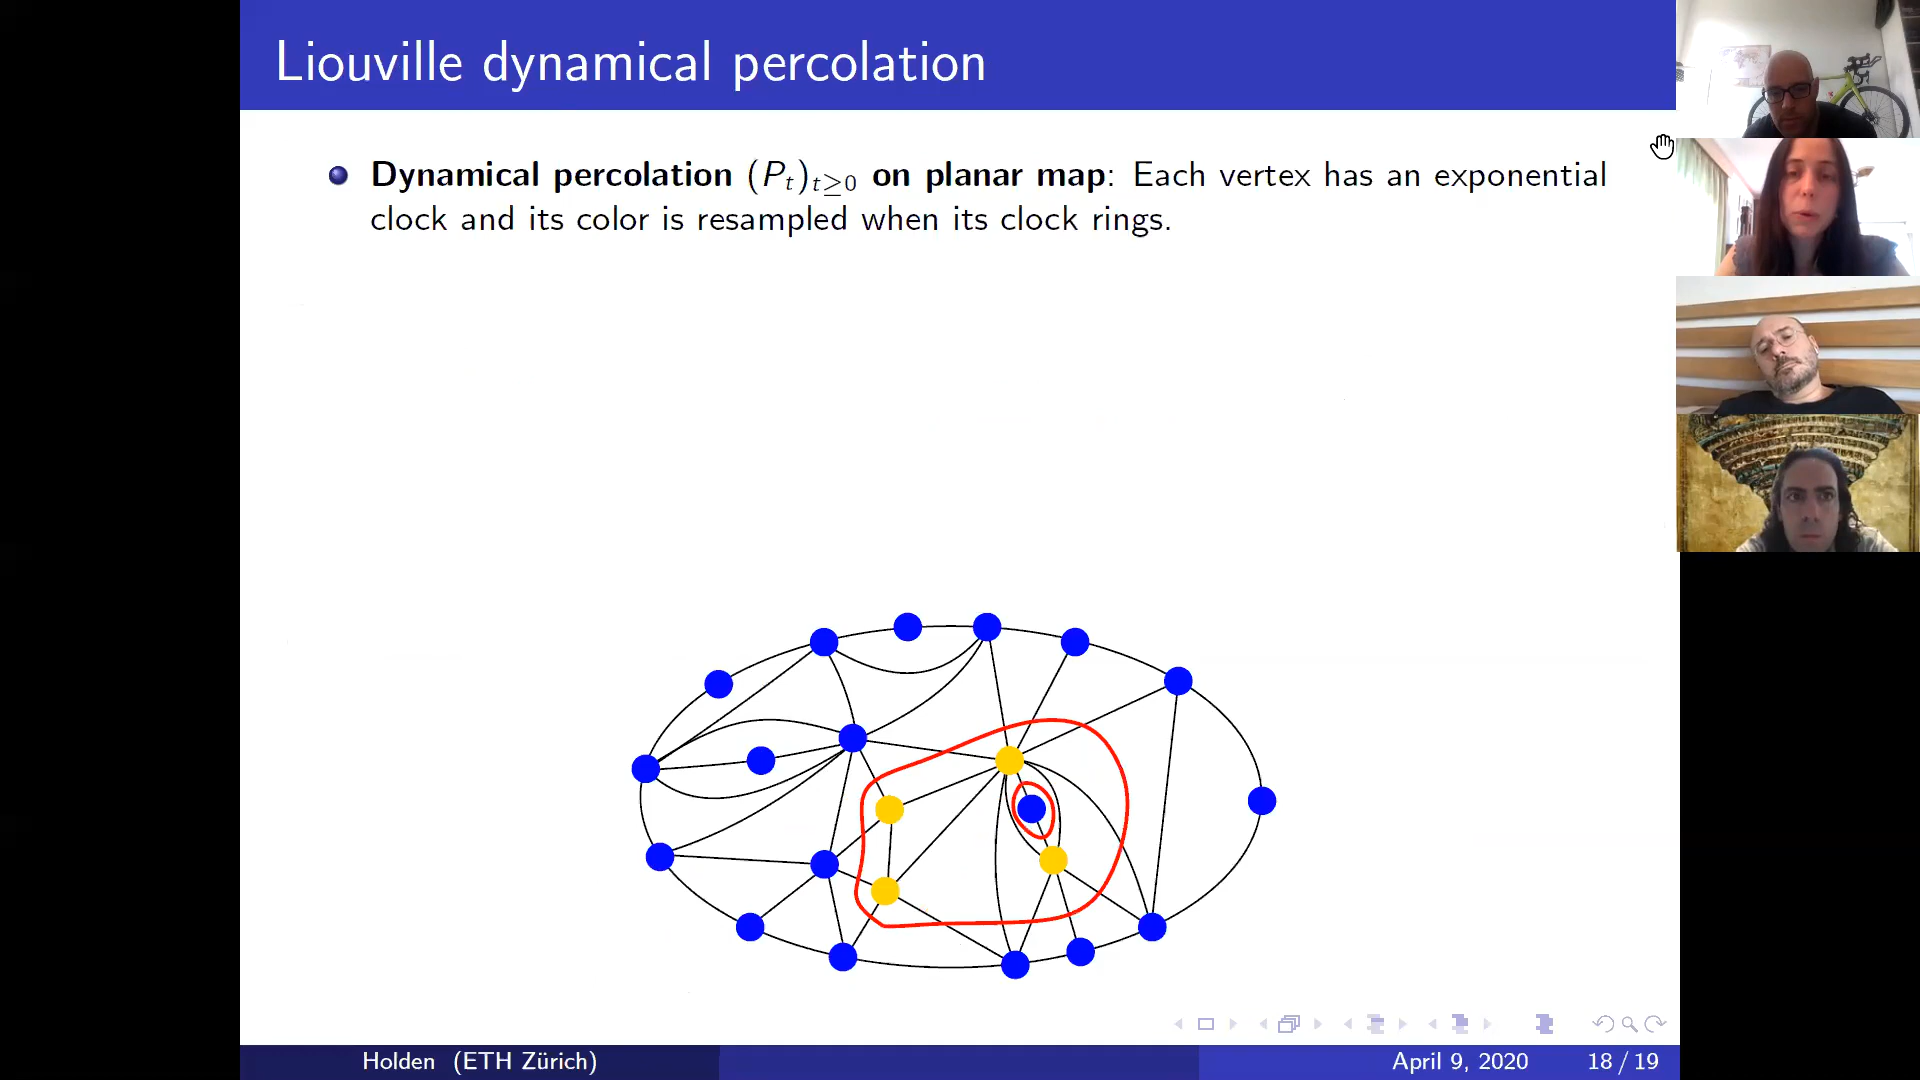 Liouville dynamical percolation
Dynamical percolation (Pₜ)ₜ≥₀ on planar map: Each vertex has an exponential
clock and its color is resampled when its clock rings.
Holden (ETH Zürich)
April 9, 2020
18 / 19